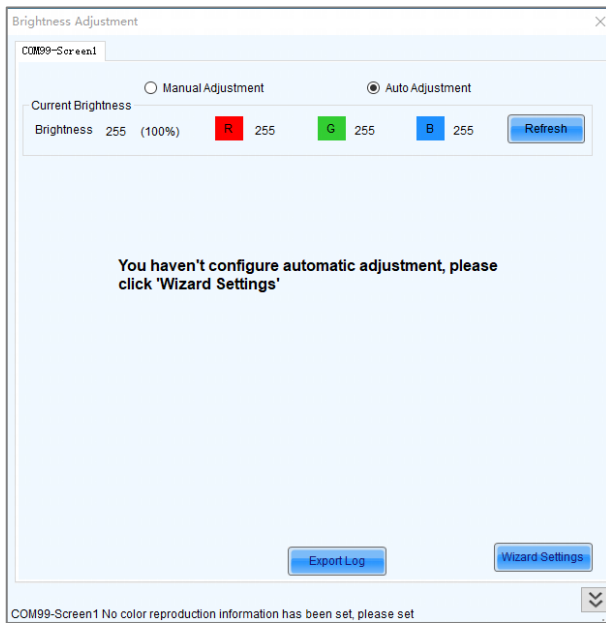 Brightness Adjustment
COM99-Screen1
Manual Adjustment Auto Adjustment
Current Brightness
Brightness 255 (100%) R 255 G 255 B 255 Refresh
You haven't configure automatic adjustment, please
click 'Wizard Settings'
Export Log Wizard Settings
COM99-Screen1 No color reproduction information has been set, please set